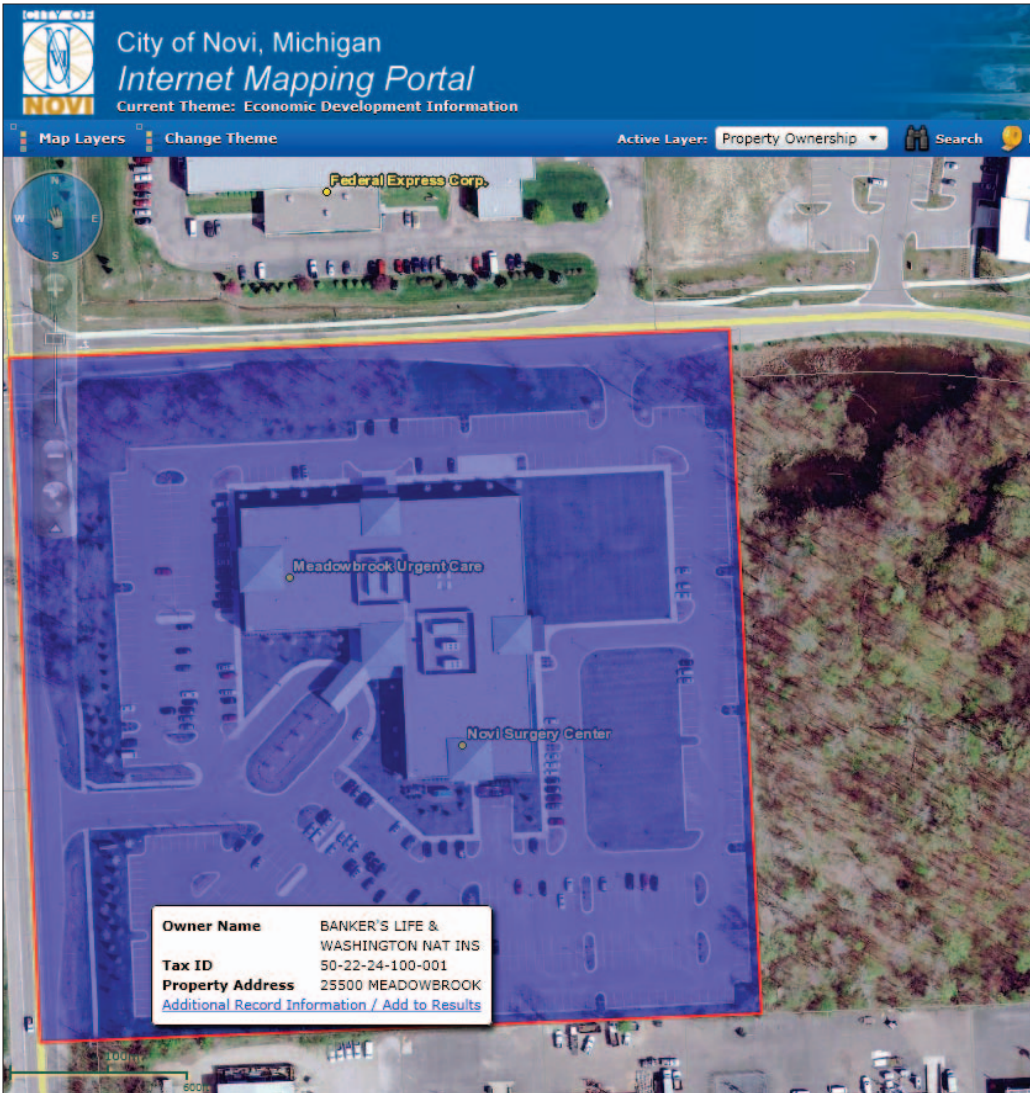 CITY OF
NOVI
City of Novi, Michigan
Internet Mapping Portal
Current Theme: Economic Development Information
Map Layers
Change Theme
Active Layer:
Property Ownership
Search
N
W
E
S
Federal Express Corp.
Meadowbrook Urgent Care
Novi Surgery Center
Owner Name BANKER'S LIFE &
WASHINGTON NAT INS
Tax ID 50-22-24-100-001
Property Address 25500 MEADOWBROOK
Additional Record Information / Add to Results